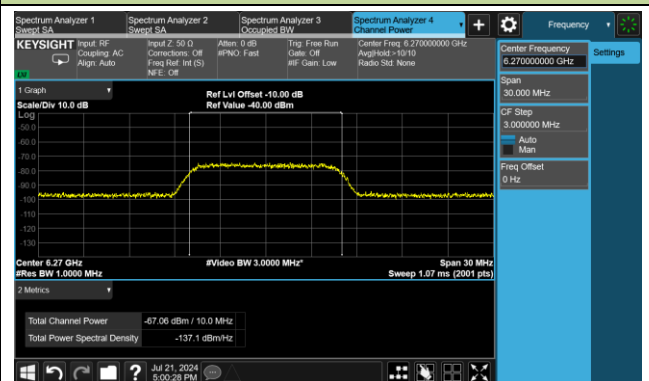 Spectrum Analyzer 1
Swept SA
Spectrum Analyzer 2
Swept SA
Spectrum Analyzer 3
Occupied BW
Spectrum Analyzer 4
Channel Power
+
Frequency
KEYSIGHT
Input: RF
Coupling: AC
Align: Auto
Input Z: 50 Ω
Corrections: Off
Freq Ref: Int (S)
NFE: Off
Atten: 0 dB
#PNO: Fast
Trig: Free Run
Gate: Off
#IF Gain: Low
Center Freq: 6.270000000 GHz
Avg|Hold:>10/10
Radio Std: None
LXI
Center Frequency
6.270000000 GHz
Settings
Span
30.000 MHz
CF Step
3.000000 MHz
Auto
Man
Freq Offset
0 Hz
1 Graph
Scale/Div 10.0 dB
Ref Lvl Offset -10.00 dB
Ref Value -40.00 dBm
Log
-50.0
-60.0
-70.0
-80.0
-90.0
-100
-110
-120
-130
Center 6.27 GHz
#Res BW 1.0000 MHz
#Video BW 3.0000 MHz*
Span 30 MHz
Sweep 1.07 ms (2001 pts)
2 Metrics
Total Channel Power -67.06 dBm / 10.0 MHz
Total Power Spectral Density -137.1 dBm/Hz
?
Jul 21, 2024
5:00:28 PM